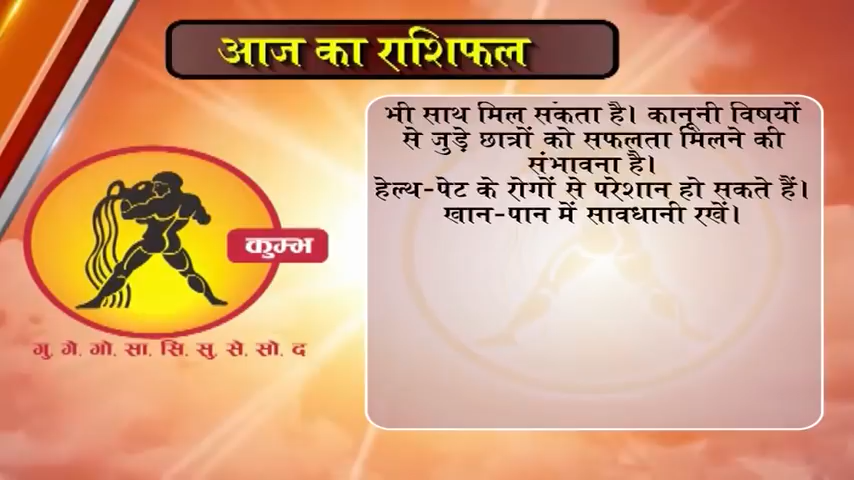 आज का राशिफल
भी साथ मिल सकता है। कानूनी विषयों
से जुड़े छात्रों को सफलता मिलने की
संभावना है।
हेल्थ-पेट के रोगों से परेशान हो सकते हैं।
खान-पान में सावधानी रखें।
कुम्भ
गु. गे. गो. सा. सि. सु. से. सो. द